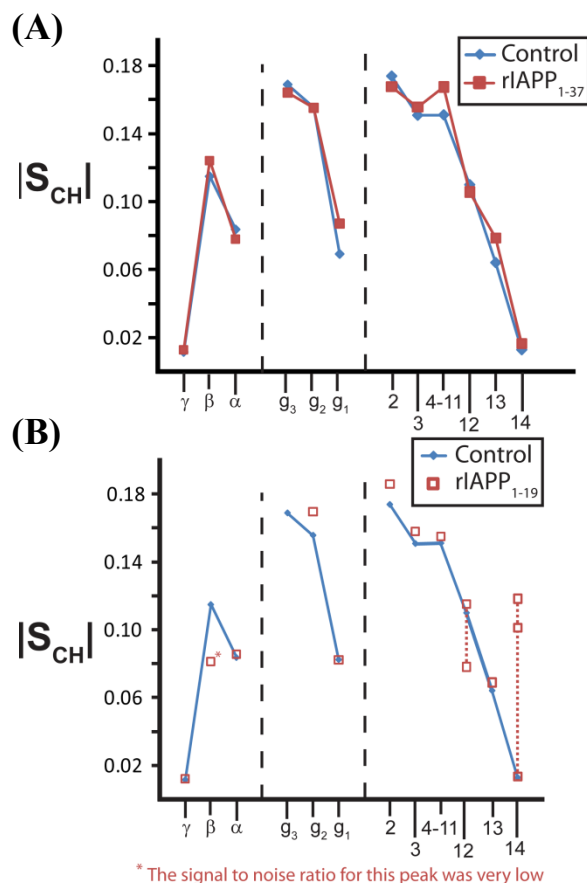 (A)
Control
rIAPP1-37
|SCH|
0.18
0.14
0.10
0.06
0.02
γ β α g3 g2 g1 2 3 4-11 12 13 14
(B)
Control
rIAPP1-19
|SCH|
0.18
0.14
0.10
0.06
0.02
*
γ β α g3 g2 g1 2 3 4-11 12 13 14
* The signal to noise ratio for this peak was very low